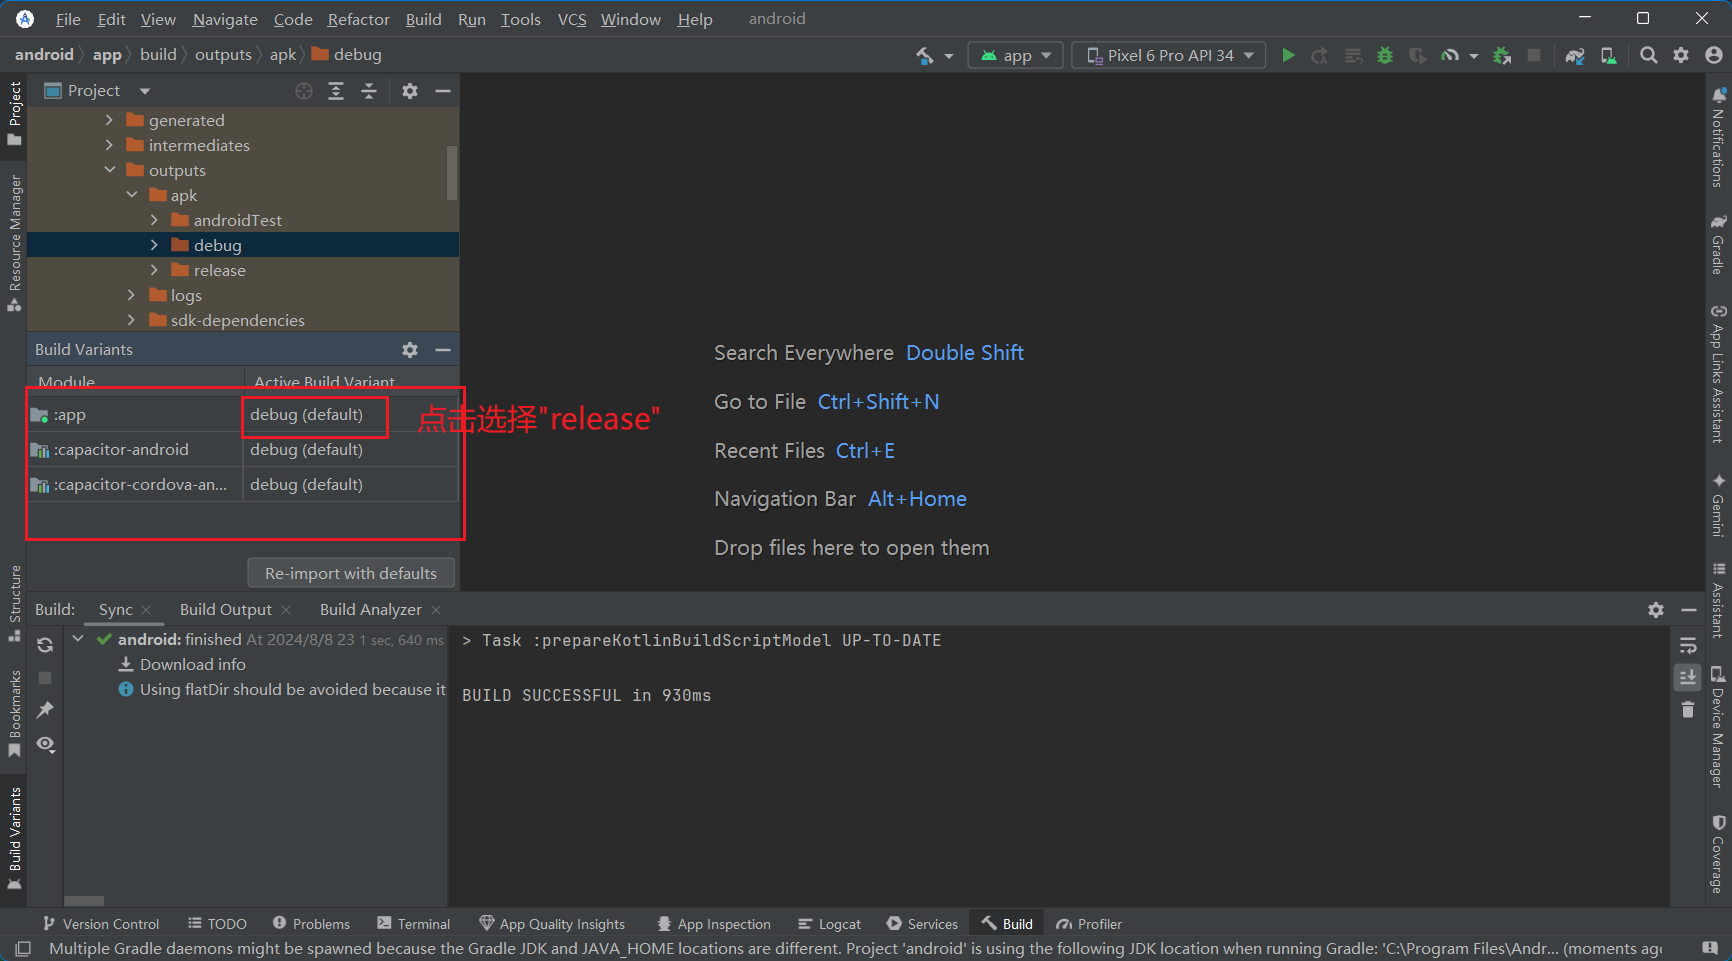 File Edit View Navigate Code Refactor Build Run Tools VCS Window Help android
android app build outputs apk debug
app Pixel 6 Pro API 34
Project
generated
intermediates
outputs
apk
androidTest
debug
release
logs
sdk-dependencies
Build Variants
Module Active Build Variant
:app debug (default)
点击选择"release"
:capacitor-android debug (default)
:capacitor-cordova-an... debug (default)
Re-import with defaults
Search Everywhere Double Shift
Go to File Ctrl+Shift+N
Recent Files Ctrl+E
Navigation Bar Alt+Home
Drop files here to open them
Build: Sync Build Output Build Analyzer
android: finished At 2024/8/8 23 1 sec, 640 ms
Download info
Using flatDir should be avoided because it
> Task :prepareKotlinBuildScriptModel UP-TO-DATE
BUILD SUCCESSFUL in 930ms
Project
Resource Manager
Structure
Bookmarks
Build Variants
Notifications
Gradle
App Links Assistant
Gemini
Assistant
Device Manager
Coverage
Version Control TODO Problems Terminal App Quality Insights App Inspection Logcat Services Build Profiler
Multiple Gradle daemons might be spawned because the Gradle JDK and JAVA_HOME locations are different. Project 'android' is using the following JDK location when running Gradle: 'C:\Program Files\Andr... (moments ago